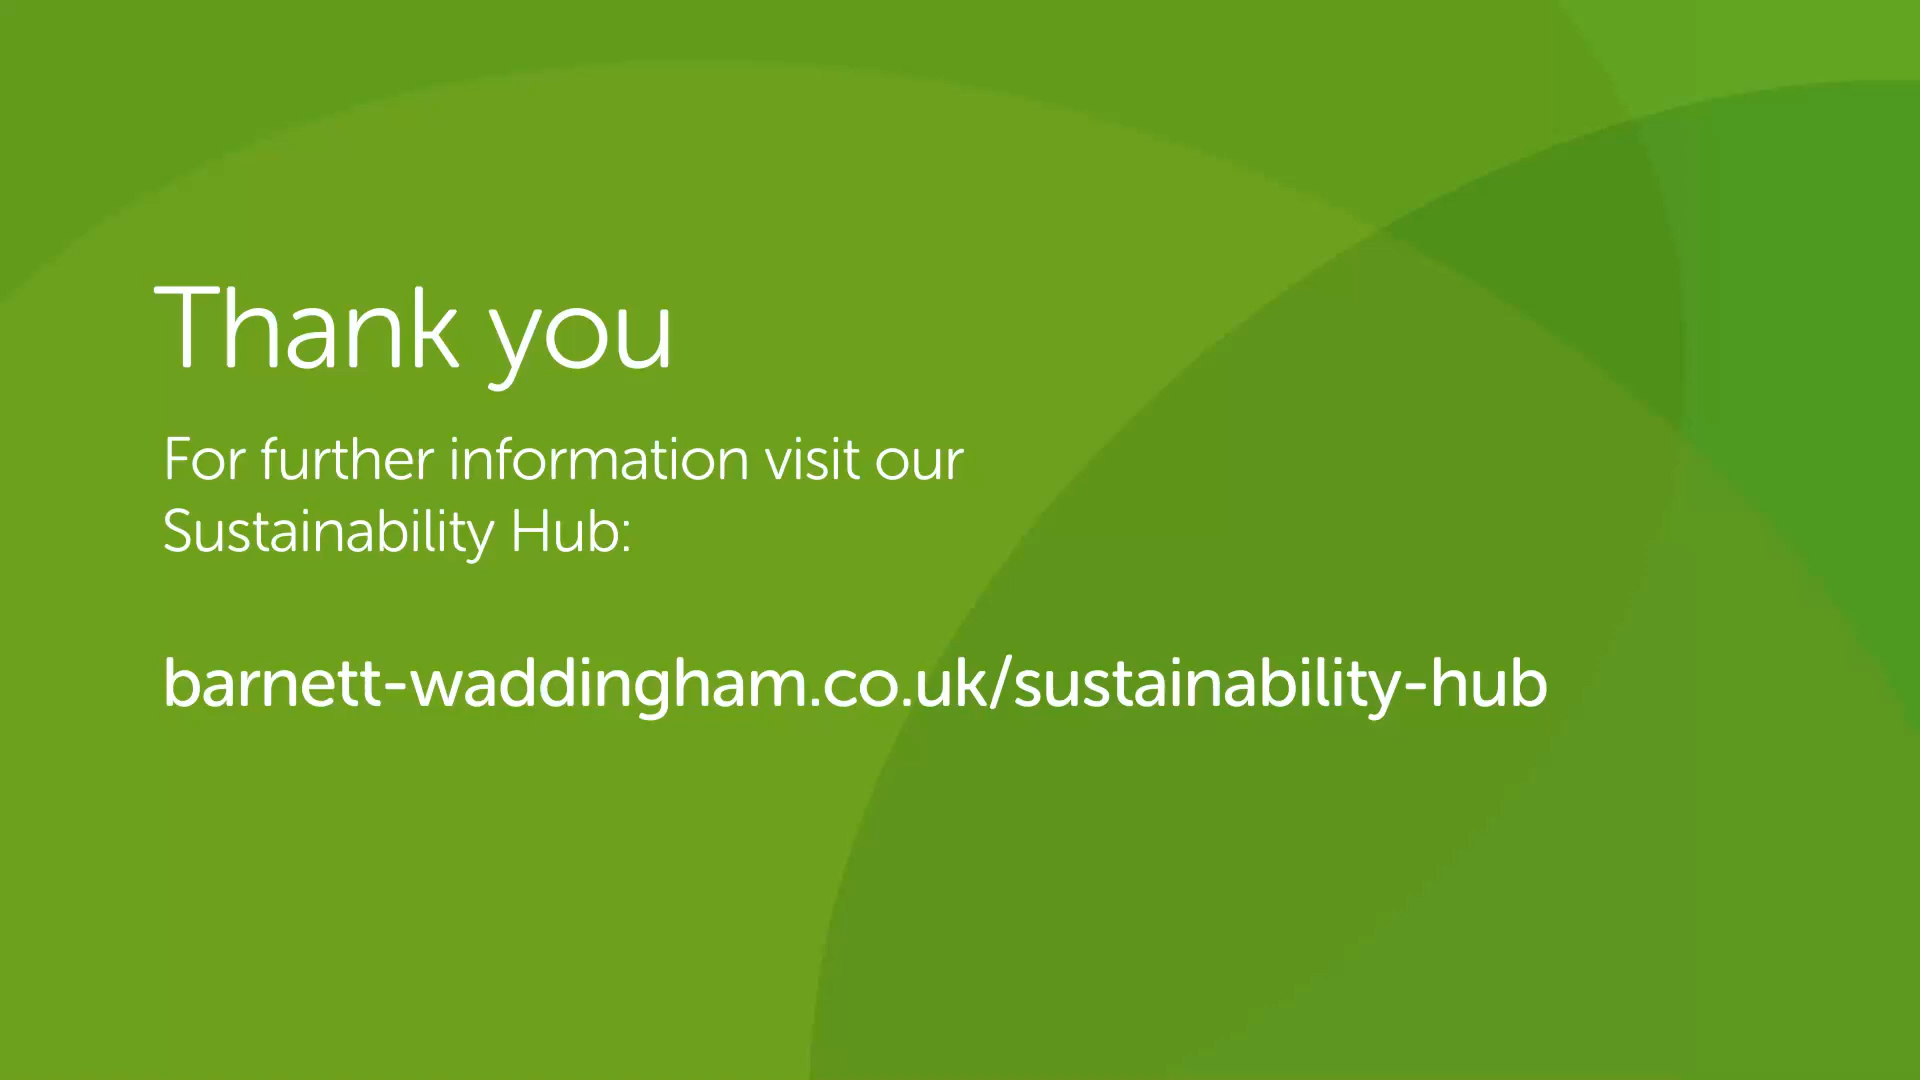 Thank you
For further information visit our
Sustainability Hub:
barnett-waddingham.co.uk/sustainability-hub